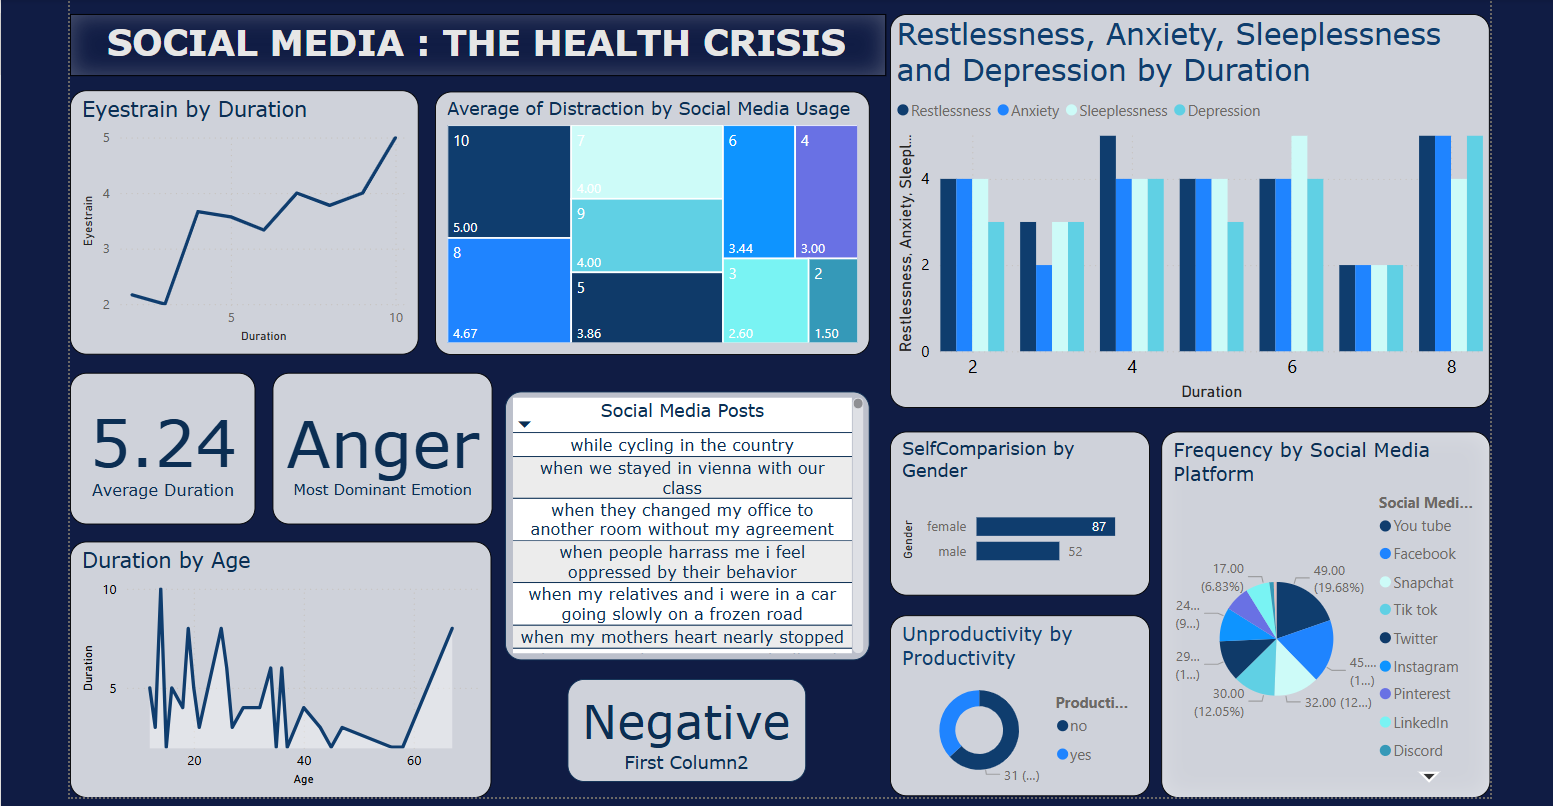 SOCIAL MEDIA : THE HEALTH CRISIS
Eyestrain by Duration
5
4
3
2
Eyestrain
5
10
Duration
Average of Distraction by Social Media Usage
10
5.00
8
4.67
7
4.00
9
4.00
5
3.86
6
3.44
4
3.00
3
2.60
2
1.50
Restlessness, Anxiety, Sleeplessness
and Depression by Duration
Restlessness
Anxiety
Sleeplessness
Depression
Restlessness, Anxiety, Sleepl...
4
2
0
2
4
6
8
Duration
5.24
Average Duration
Anger
Most Dominant Emotion
Social Media Posts
while cycling in the country
when we stayed in vienna with our
class
when they changed my office to
another room without my agreement
when people harrass me i feel
oppressed by their behavior
when my relatives and i were in a car
going slowly on a frozen road
when my mothers heart nearly stopped
SelfComparision by
Gender
Gender
female
87
male
52
Frequency by Social Media
Platform
Social Medi...
You tube
Facebook
Snapchat
Tik tok
Twitter
Instagram
Pinterest
LinkedIn
Discord
49.00
(19.68%)
45....
(1...)
32.00 (12...)
30.00
(12.05%)
29...
(1...)
24...
(9...)
17.00
(6.83%)
Duration by Age
10
5
Duration
20
40
60
Age
Negative
First Column2
Unproductivity by
Productivity
Producti...
no
yes
31 (...)